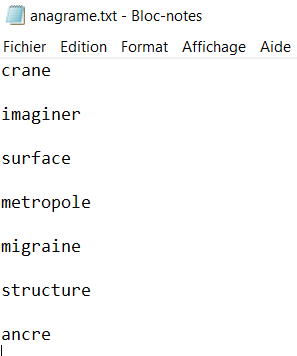 anagrame.txt - Bloc-notes
Fichier Edition Format Affichage Aide
crane
imaginer
surface
metropole
migraine
structure
ancre